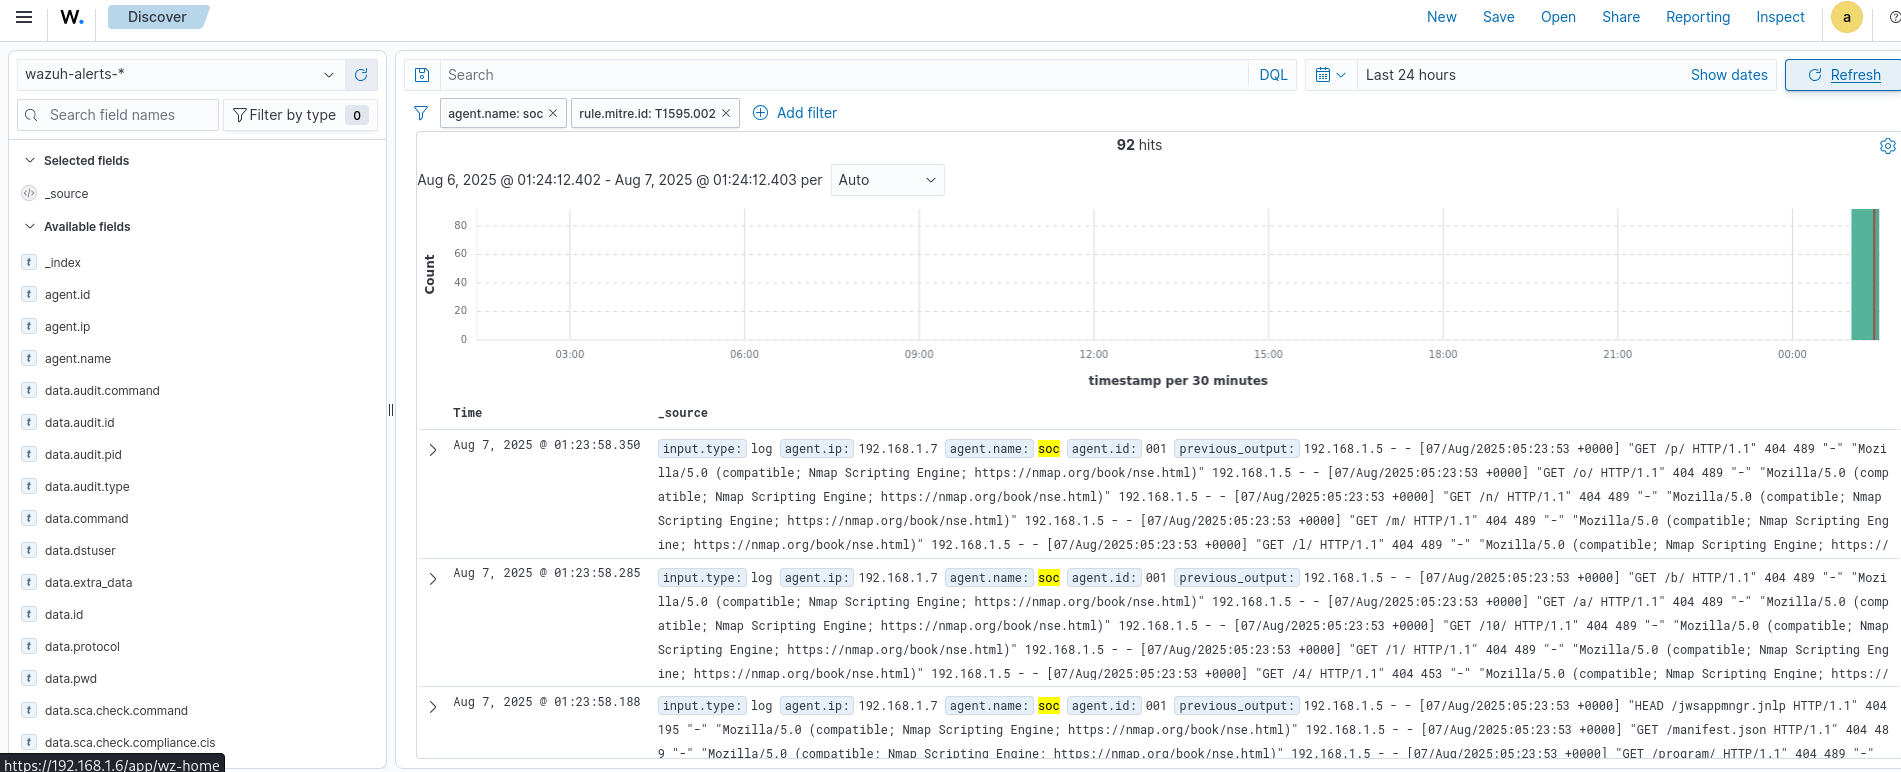 W. Discover New Save Open Share Reporting Inspect a
wazuh-alerts-*
Search DQL Last 24 hours Show dates Refresh
Search field names Filter by type 0
agent.name: soc × rule.mitre.id: T1595.002 × Add filter
92 hits
Selected fields
Aug 6, 2025 @ 01:24:12.402 - Aug 7, 2025 @ 01:24:12.403 per Auto
</> _source
Available fields
t _index
t agent.id
t agent.ip
t agent.name
t data.audit.command
t data.audit.id
t data.audit.pid
t data.audit.type
t data.command
t data.dstuser
t data.extra_data
t data.id
t data.protocol
t data.pwd
t data.sca.check.command
t data.sca.check.compliance.cis
https://192.168.1.6/app/wz-home
Count
80
60
40
20
0
03:00 06:00 09:00 12:00 15:00 18:00 21:00 00:00
timestamp per 30 minutes
Time _source
Aug 7, 2025 @ 01:23:58.350 input.type: log agent.ip: 192.168.1.7 agent.name: soc agent.id: 001 previous_output: 192.168.1.5 - - [07/Aug/2025:05:23:53 +0000] "GET /p/ HTTP/1.1" 404 489 "-" "Mozi
lla/5.0 (compatible; Nmap Scripting Engine; https://nmap.org/book/nse.html)" 192.168.1.5 - - [07/Aug/2025:05:23:53 +0000] "GET /o/ HTTP/1.1" 404 489 "-" "Mozilla/5.0 (comp
atible; Nmap Scripting Engine; https://nmap.org/book/nse.html)" 192.168.1.5 - - [07/Aug/2025:05:23:53 +0000] "GET /n/ HTTP/1.1" 404 489 "-" "Mozilla/5.0 (compatible; Nmap
Scripting Engine; https://nmap.org/book/nse.html)" 192.168.1.5 - - [07/Aug/2025:05:23:53 +0000] "GET /m/ HTTP/1.1" 404 489 "-" "Mozilla/5.0 (compatible; Nmap Scripting Eng
ine; https://nmap.org/book/nse.html)" 192.168.1.5 - - [07/Aug/2025:05:23:53 +0000] "GET /l/ HTTP/1.1" 404 489 "-" "Mozilla/5.0 (compatible; Nmap Scripting Engine; https://
Aug 7, 2025 @ 01:23:58.285 input.type: log agent.ip: 192.168.1.7 agent.name: soc agent.id: 001 previous_output: 192.168.1.5 - - [07/Aug/2025:05:23:53 +0000] "GET /b/ HTTP/1.1" 404 489 "-" "Mozi
lla/5.0 (compatible; Nmap Scripting Engine; https://nmap.org/book/nse.html)" 192.168.1.5 - - [07/Aug/2025:05:23:53 +0000] "GET /a/ HTTP/1.1" 404 489 "-" "Mozilla/5.0 (comp
atible; Nmap Scripting Engine; https://nmap.org/book/nse.html)" 192.168.1.5 - - [07/Aug/2025:05:23:53 +0000] "GET /10/ HTTP/1.1" 404 489 "-" "Mozilla/5.0 (compatible; Nmap
Scripting Engine; https://nmap.org/book/nse.html)" 192.168.1.5 - - [07/Aug/2025:05:23:53 +0000] "GET /1/ HTTP/1.1" 404 489 "-" "Mozilla/5.0 (compatible; Nmap Scripting Eng
ine; https://nmap.org/book/nse.html)" 192.168.1.5 - - [07/Aug/2025:05:23:53 +0000] "GET /4/ HTTP/1.1" 404 453 "-" "Mozilla/5.0 (compatible; Nmap Scripting Engine; https://
Aug 7, 2025 @ 01:23:58.188 input.type: log agent.ip: 192.168.1.7 agent.name: soc agent.id: 001 previous_output: 192.168.1.5 - - [07/Aug/2025:05:23:53 +0000] "HEAD /jwsappmngr.jnlp HTTP/1.1" 404
195 "-" "Mozilla/5.0 (compatible; Nmap Scripting Engine; https://nmap.org/book/nse.html)" 192.168.1.5 - - [07/Aug/2025:05:23:53 +0000] "GET /manifest.json HTTP/1.1" 404 48
9 "-" "Mozilla/5.0 (compatible; Nmap Scripting Engine; https://nmap.org/book/nse.html)" 192.168.1.5 - - [07/Aug/2025:05:23:53 +0000] "GET /program/ HTTP/1.1" 404 489 "-"